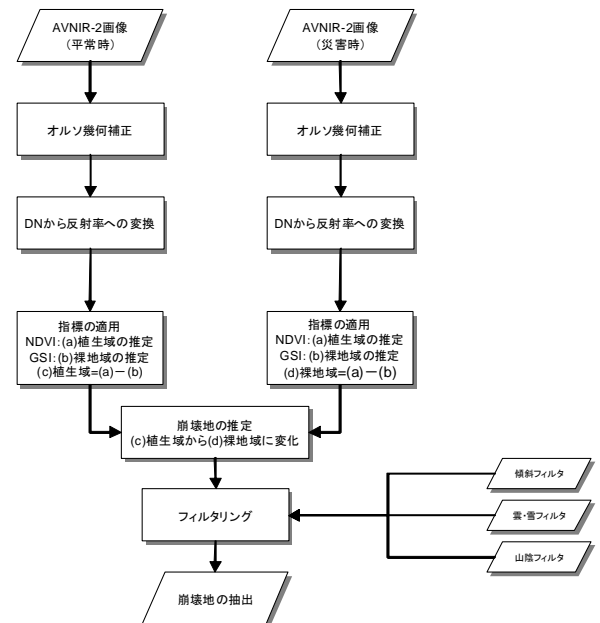 AVNIR-2画像
（平常時）
AVNIR-2画像
（災害時）
オルソ幾何補正
オルソ幾何補正
DNから反射率への変換
DNから反射率への変換
指標の適用
NDVI:(a)植生域の推定
GSI:(b)裸地域の推定
(c)植生域=(a)－(b)
指標の適用
NDVI:(a)植生域の推定
GSI:(b)裸地域の推定
(d)裸地域=(a)－(b)
崩壊地の推定
(c)植生域から(d)裸地域に変化
フィルタリング
傾斜フィルタ
雲・雪フィルタ
山陰フィルタ
崩壊地の抽出